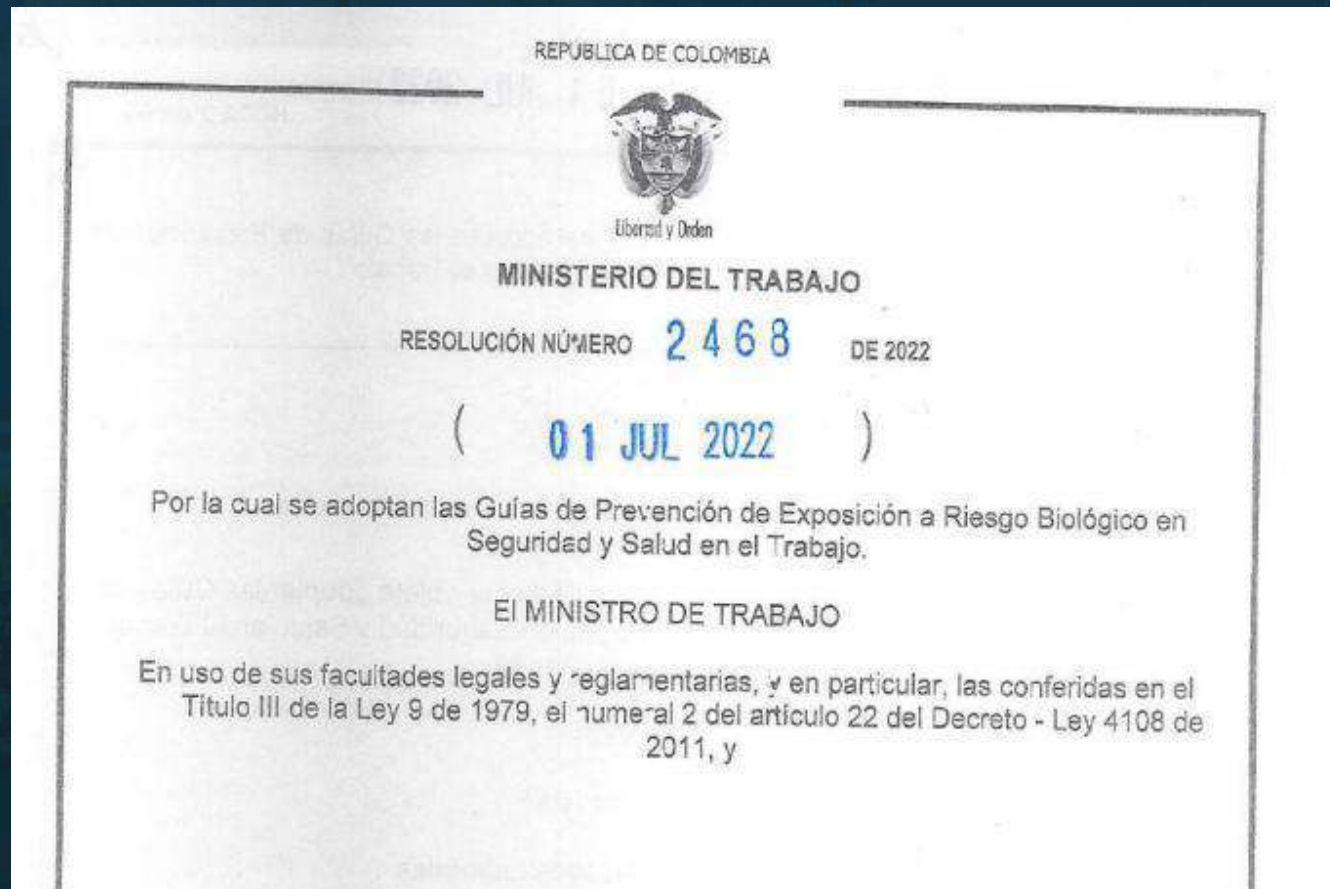 REPÚBLICA DE COLOMBIA
Libertad y Orden
MINISTERIO DEL TRABAJO
RESOLUCIÓN NÚMERO 2468 DE 2022
( 01 JUL 2022 )
Por la cual se adoptan las Guías de Prevención de Exposición a Riesgo Biológico en
Seguridad y Salud en el Trabajo.
El MINISTRO DE TRABAJO
En uso de sus facultades legales y reglamentarias, y en particular, las conferidas en el
Título III de la Ley 9 de 1979, el numeral 2 del artículo 22 del Decreto - Ley 4108 de
2011, y